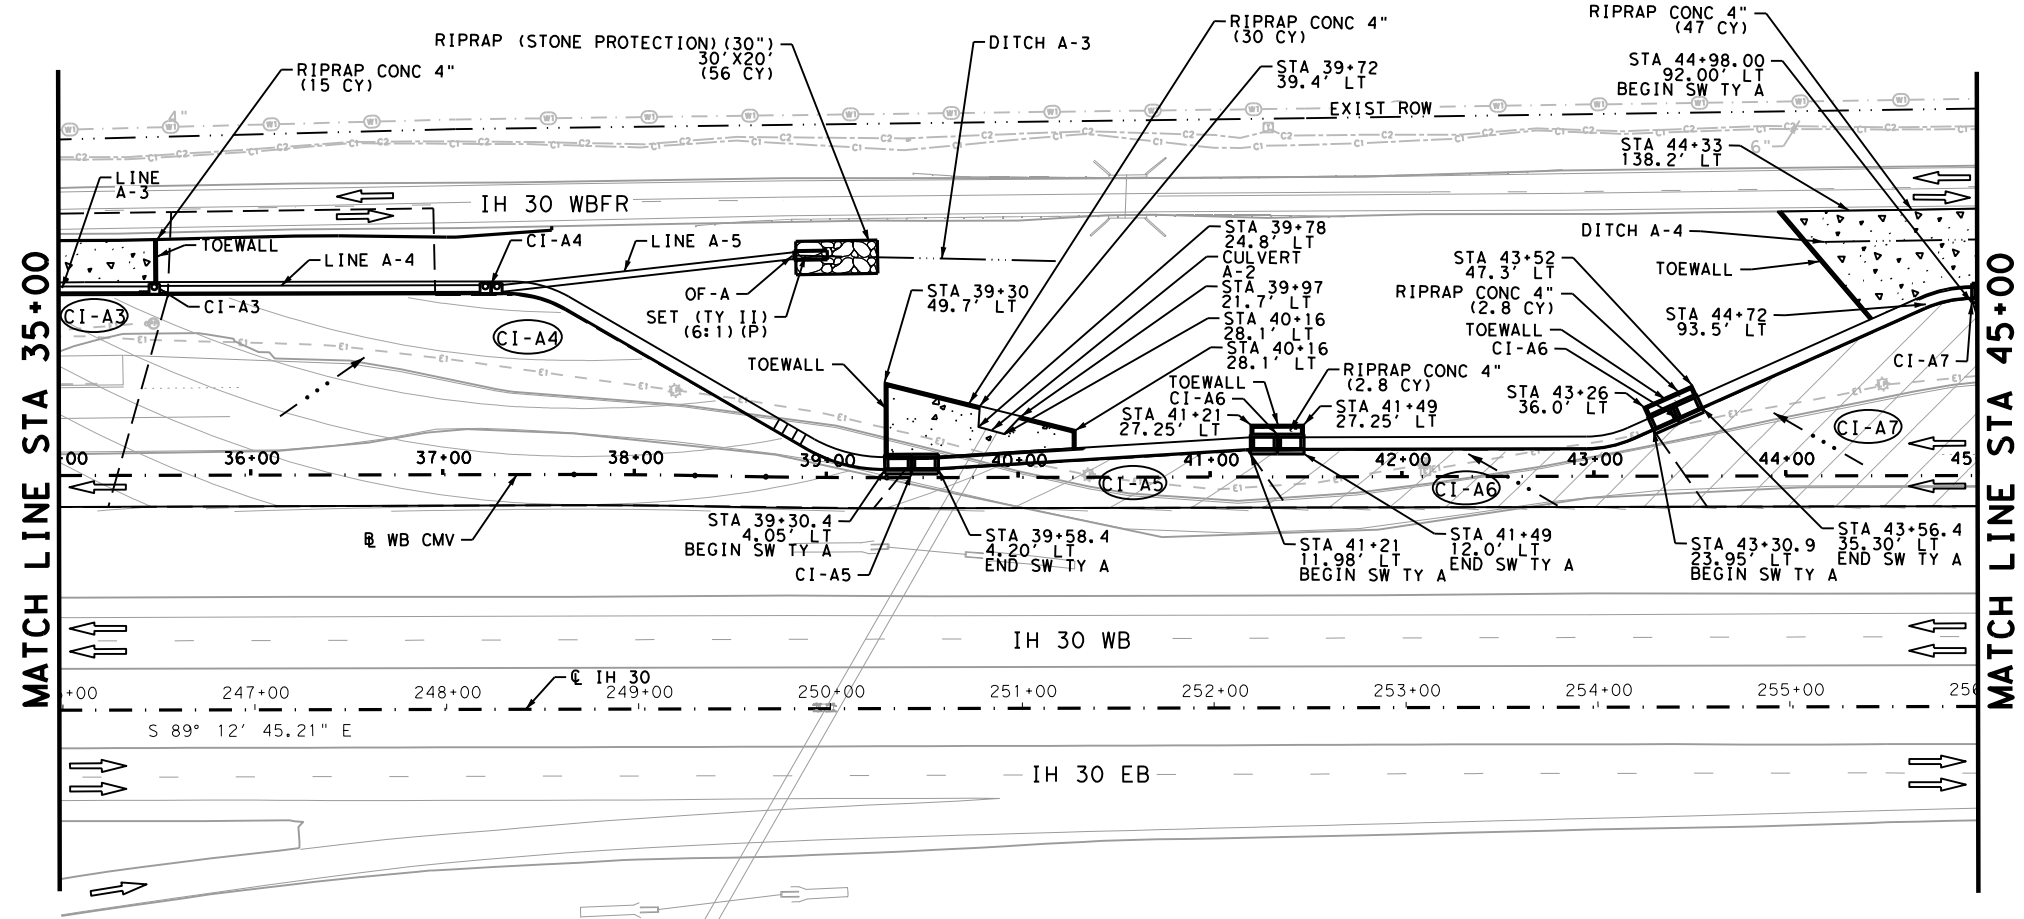 RIPRAP CONC 4"
(15 CY)
RIPRAP (STONE PROTECTION)(30")
30'X20'
(56 CY)
DITCH A-3
RIPRAP CONC 4"
(30 CY)
STA 39+72
39.4' LT
RIPRAP CONC 4"
(47 CY)
STA 44+98.00
92.00' LT
BEGIN SW TY A
EXIST ROW
4"
6"
STA 44+33
138.2' LT
LINE
A-3
IH 30 WBFR
TOEWALL
CI-A4
LINE A-5
LINE A-4
CI-A3
CI-A3
CI-A4
OF-A
SET (TY II)
(6:1)(P)
STA 39+30
49.7' LT
TOEWALL
STA 39+78
24.8' LT
CULVERT
A-2
STA 39+97
21.7' LT
STA 40+16
28.1' LT
STA 40+16
28.1' LT
TOEWALL
CI-A6
STA 41+21
27.25' LT
RIPRAP CONC 4"
(2.8 CY)
STA 41+49
27.25' LT
STA 43+52
47.3' LT
RIPRAP CONC 4"
(2.8 CY)
TOEWALL
CI-A6
STA 43+26
36.0' LT
DITCH A-4
TOEWALL
STA 44+72
93.5' LT
CI-A7
CI-A7
MATCH LINE STA 35+00
MATCH LINE STA 45+00
00
36+00
37+00
38+00
39+00
40+00
41+00
42+00
43+00
44+00
45
CI-A5
CI-A6
℄ WB CMV
STA 39+30.4
4.05' LT
BEGIN SW TY A
CI-A5
STA 39+58.4
4.20' LT
END SW TY A
STA 41+21
11.98' LT
BEGIN SW TY A
STA 41+49
12.0' LT
END SW TY A
STA 43+30.9
23.95' LT
BEGIN SW TY A
STA 43+56.4
35.30' LT
END SW TY A
IH 30 WB
℄ IH 30
+00
247+00
248+00
249+00
250+00
251+00
252+00
253+00
254+00
255+00
256
S 89° 12' 45.21" E
IH 30 EB